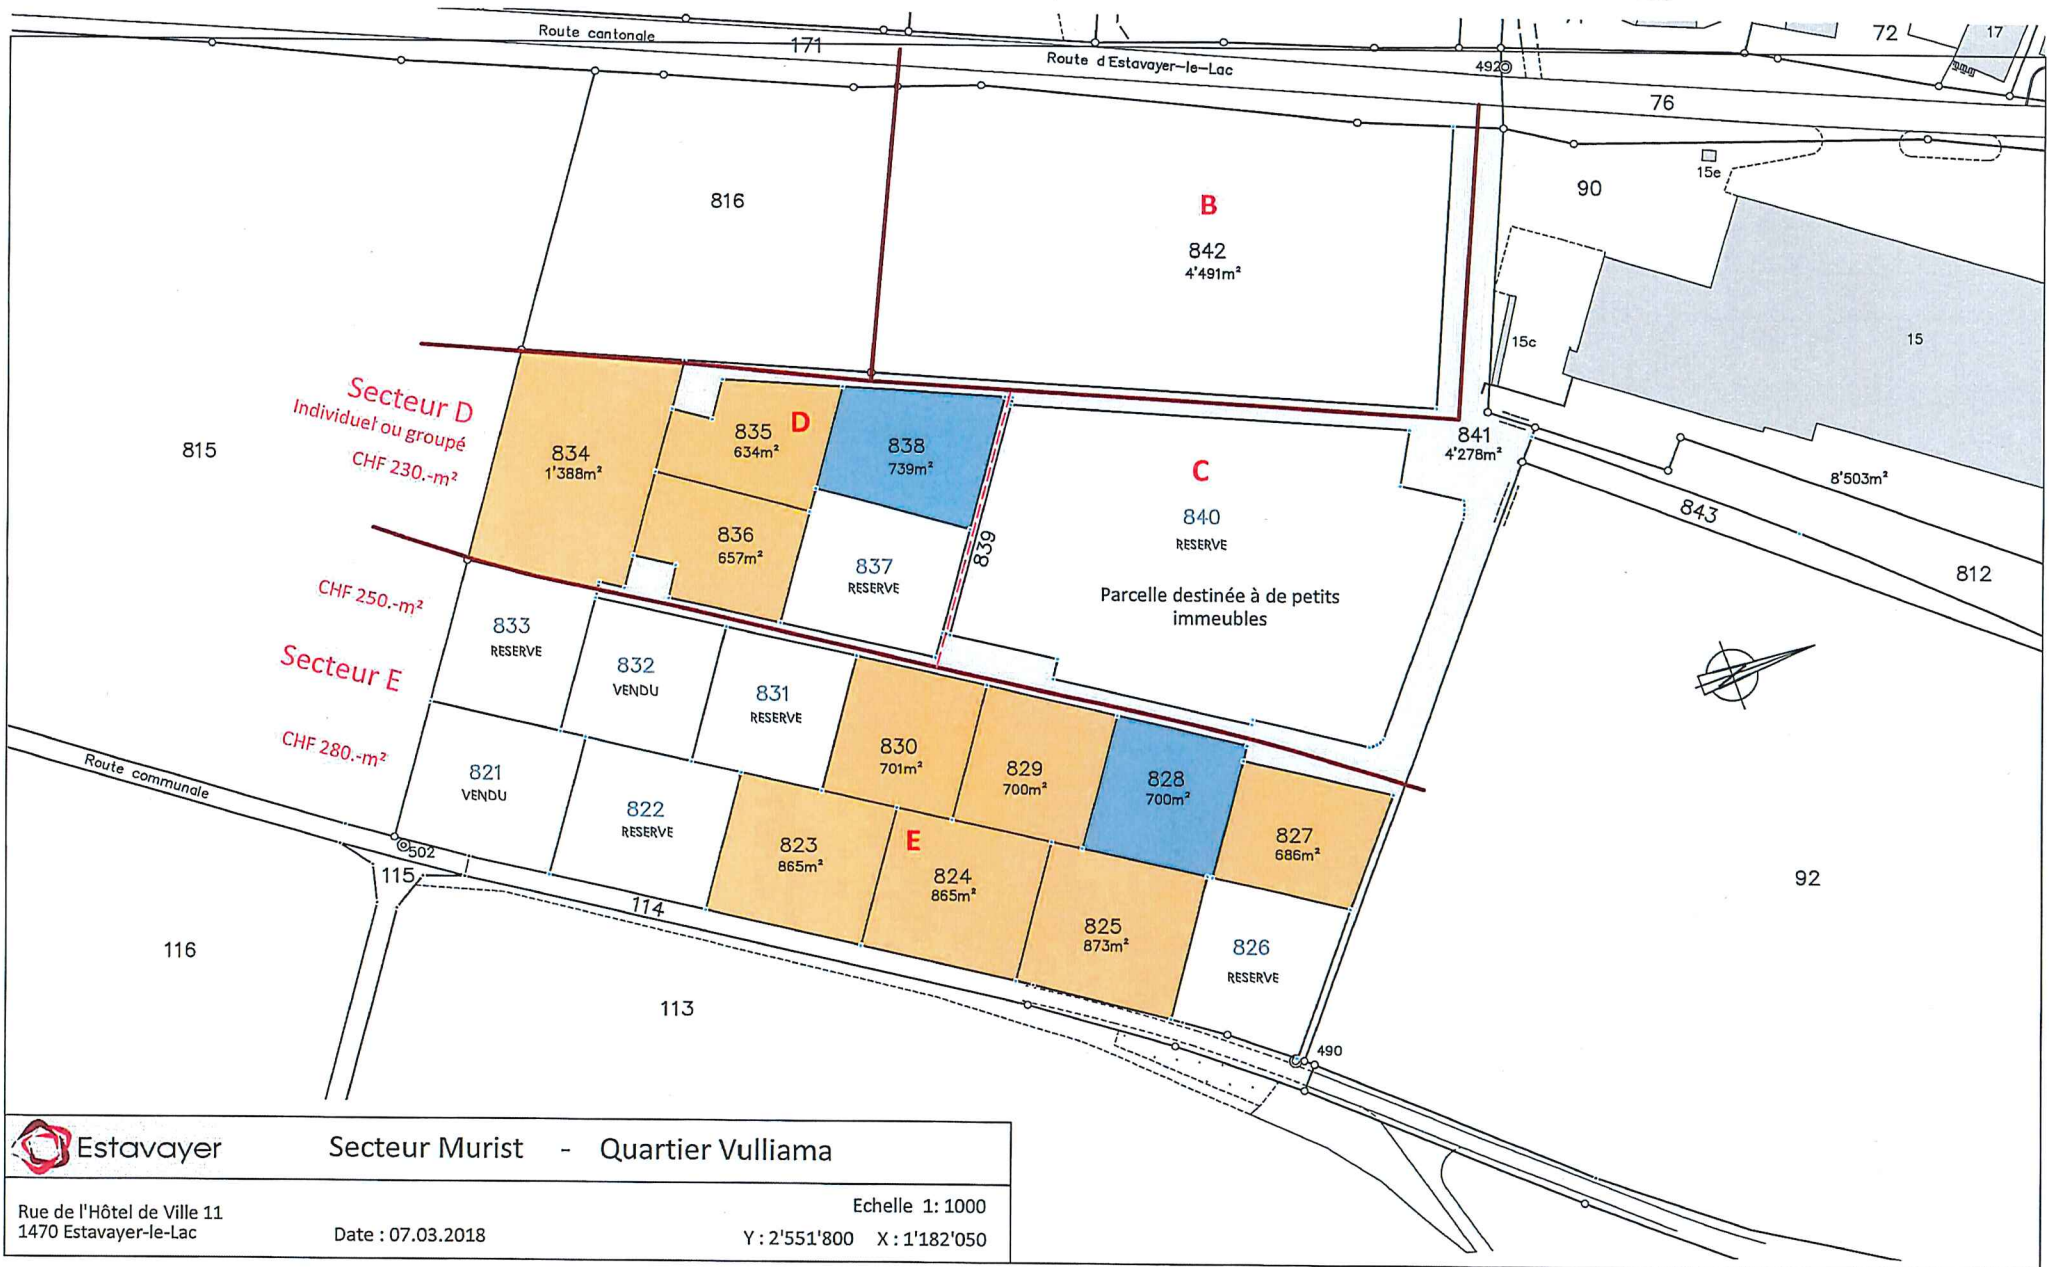 Route cantonale
171
Route d'Estavayer-le-Lac
492
72
17
76
15e
90
816
B
842
4'491m²
15c
15
815
Secteur D
Individuel ou groupé
CHF 230.-m²
834
1'388m²
835
634m²
D
838
739m²
836
657m²
837
RESERVE
839
C
840
RESERVE
Parcelle destinée à de petits
immeubles
841
4'278m²
8'503m²
843
812
CHF 250.-m²
Secteur E
CHF 280.-m²
833
RESERVE
832
VENDU
831
RESERVE
830
701m²
829
700m²
828
700m²
827
686m²
821
VENDU
822
RESERVE
823
865m²
E
824
865m²
825
873m²
826
RESERVE
92
Route communale
502
115
114
116
113
490
Estavayer
Secteur Murist - Quartier Vulliama
Rue de l'Hôtel de Ville 11
1470 Estavayer-le-Lac
Date : 07.03.2018
Echelle 1: 1000
Y : 2'551'800 X : 1'182'050